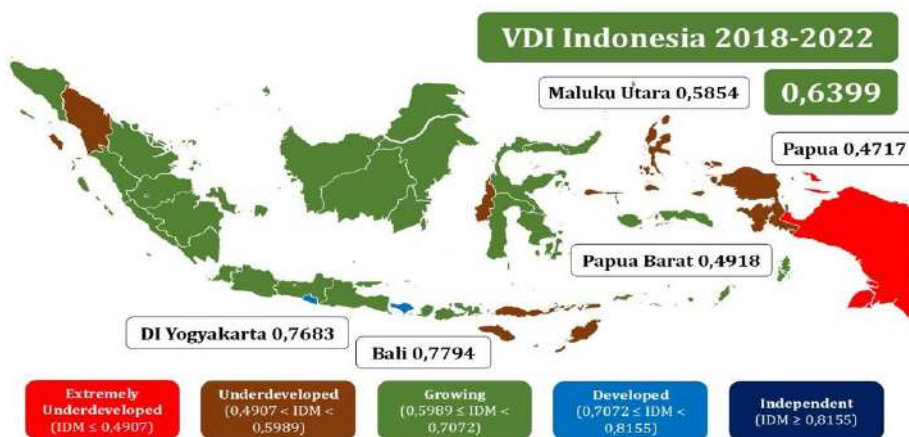 VDI Indonesia 2018-2022
0,6399
Maluku Utara 0,5854
Papua 0,4717
Papua Barat 0,4918
DI Yogyakarta 0,7683
Bali 0,7794
Extremely
Underdeveloped
(IDM ≤ 0,4907)
Underdeveloped
(0,4907 < IDM <
0,5989)
Growing
(0,5989 ≤ IDM <
0,7072)
Developed
(0,7072 ≤ IDM <
0,8155)
Independent
(IDM ≥ 0,8155)